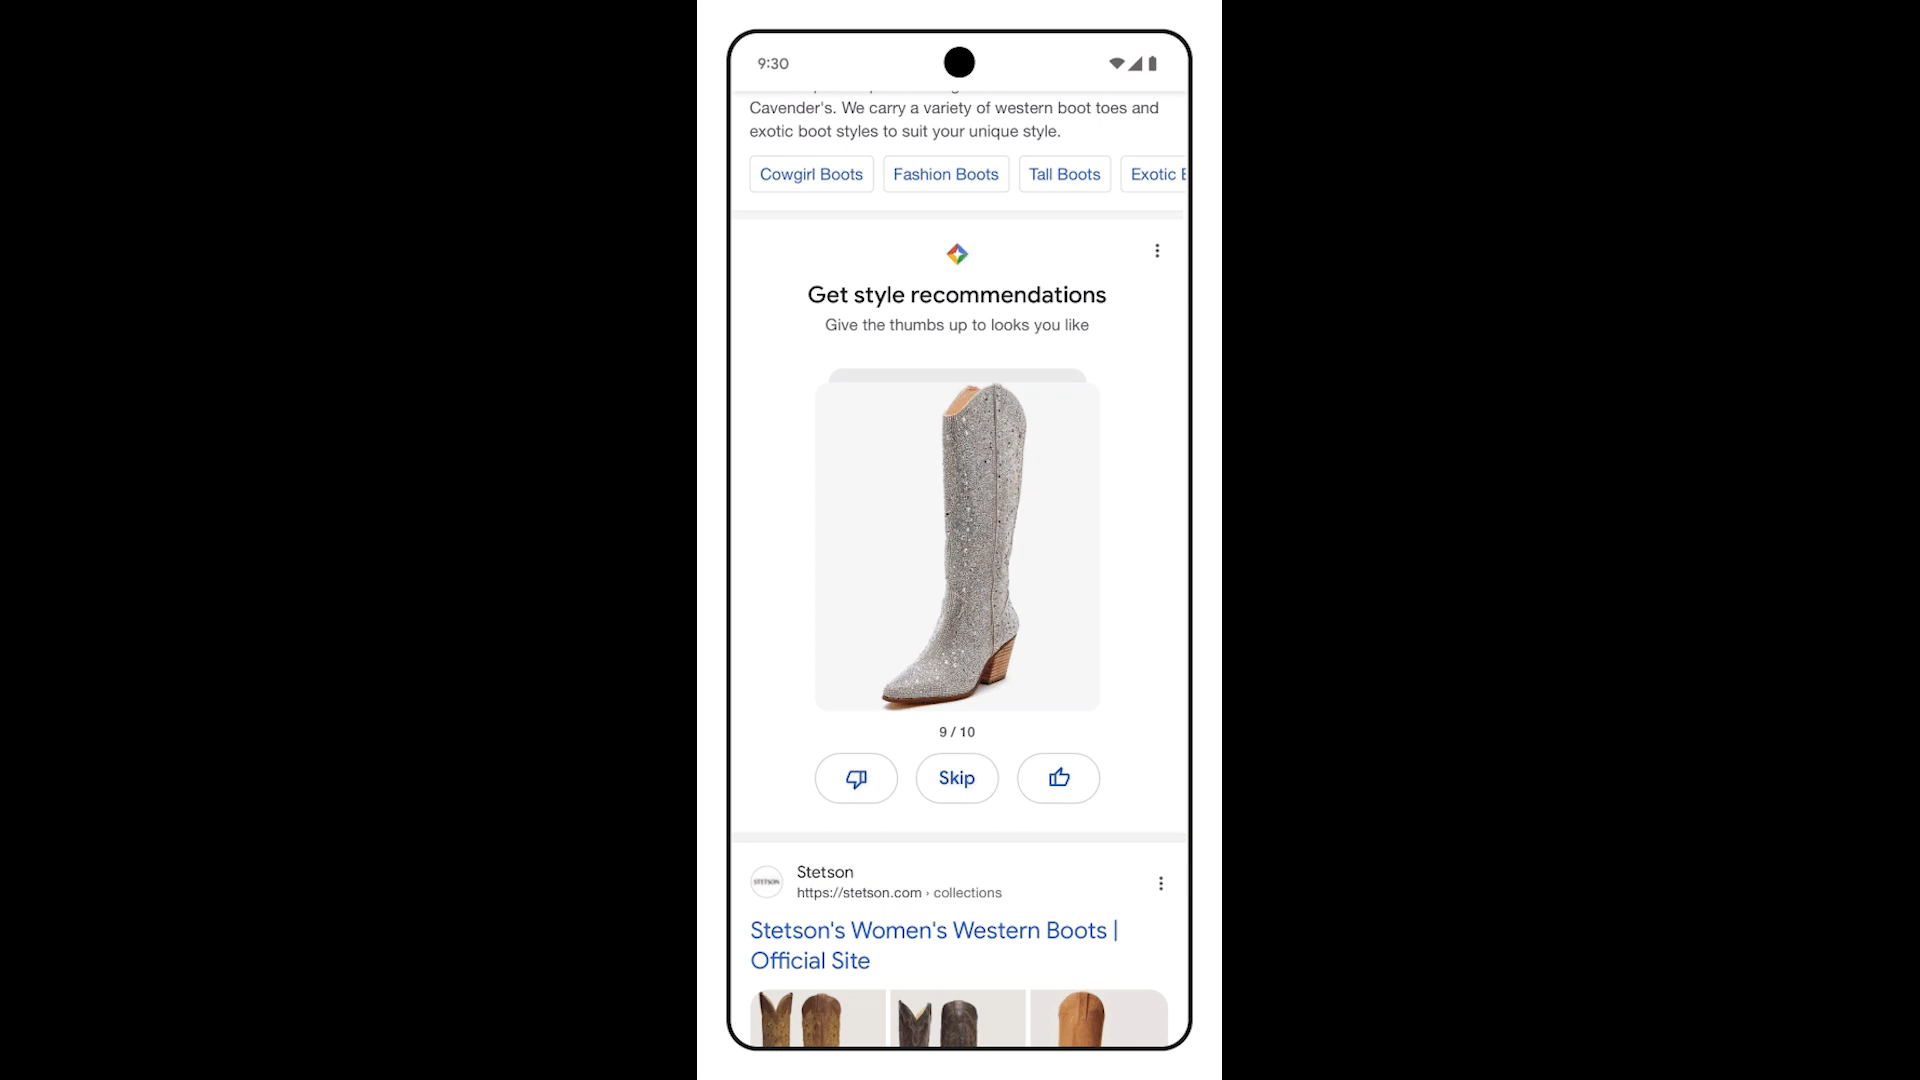 9:30
Cavender's. We carry a variety of western boot toes and
exotic boot styles to suit your unique style.
Cowgirl Boots
Fashion Boots
Tall Boots
Exotic
Get style recommendations
Give the thumbs up to looks you like
9 / 10
Skip
STETSON
Stetson
https://stetson.com › collections
Stetson's Women's Western Boots |
Official Site